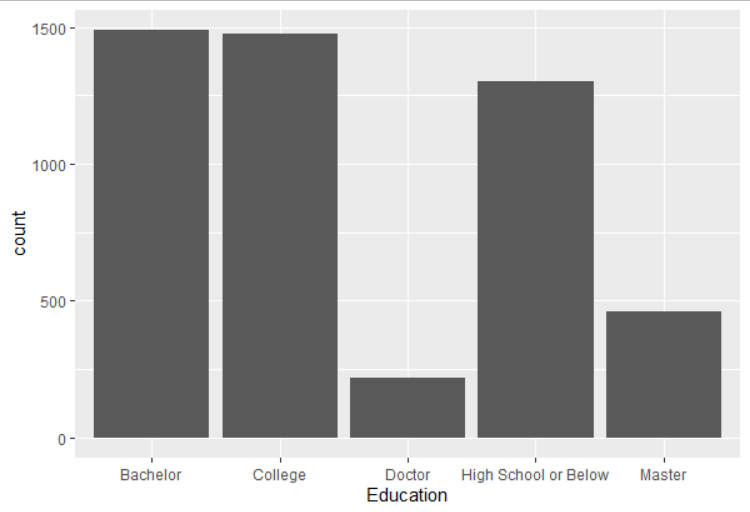 1500
1000
500
0
count
Bachelor College Doctor High School or Below Master
Education